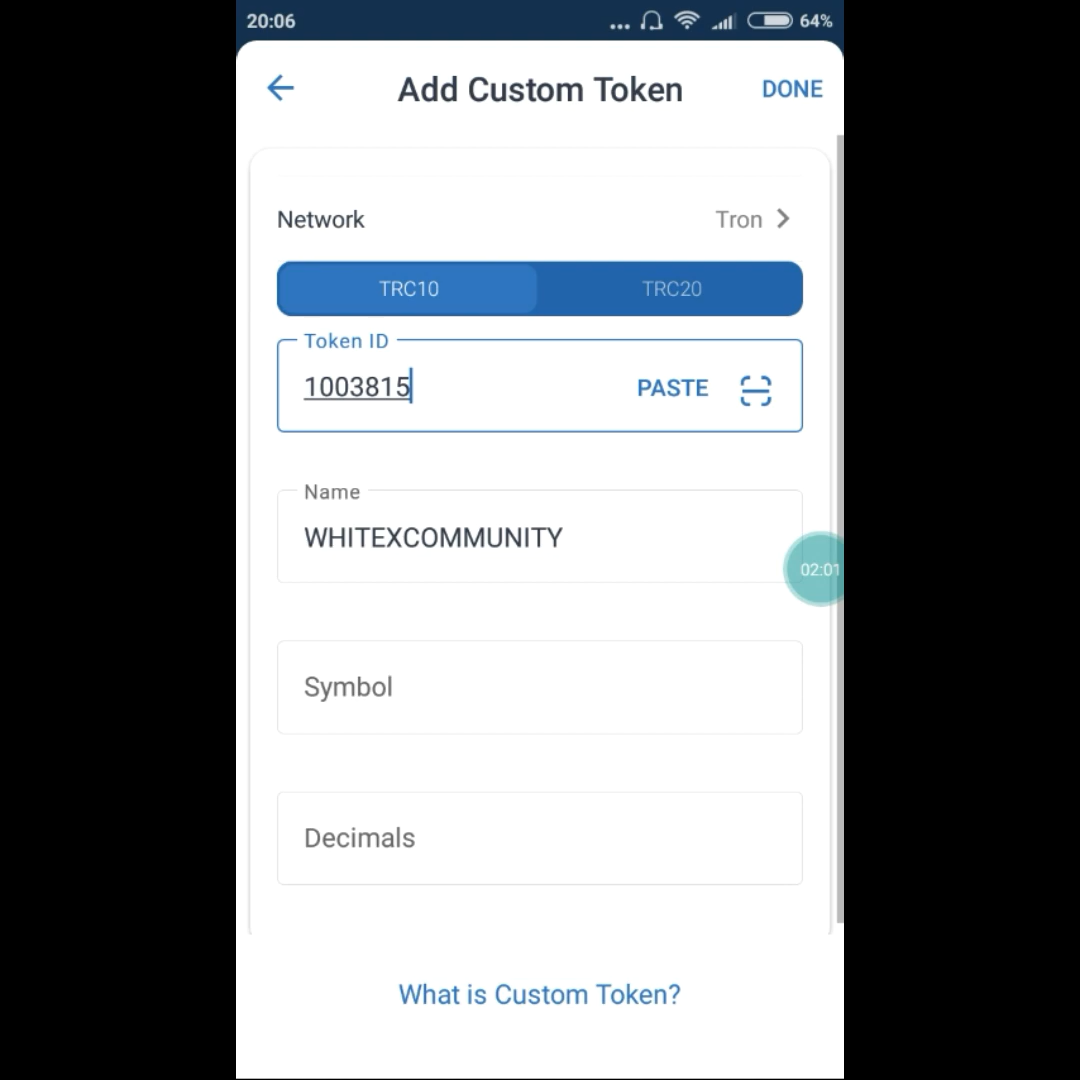 20:06 ... 64%
Add Custom Token DONE
Network Tron
TRC10 TRC20
Token ID
1003815 PASTE
Name
WHITEXCOMMUNITY
02:01
Symbol
Decimals
What is Custom Token?